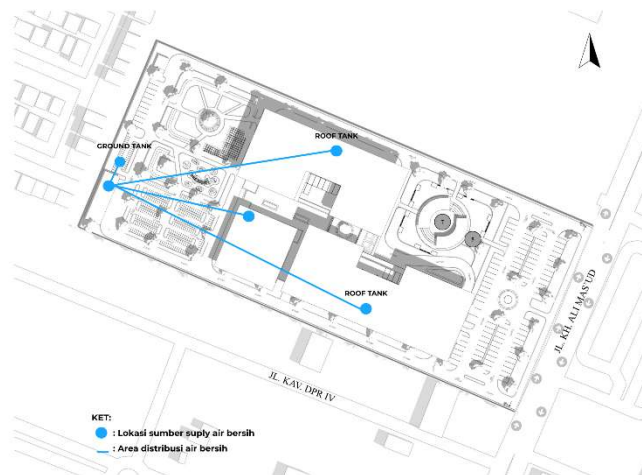 ROOF TANK
GROUND TANK
ROOF TANK
JL. KH. ALI MAS'UD
JL. KAV. DPR IV
KET:
: Lokasi sumber suply air bersih
: Area distribusi air bersih